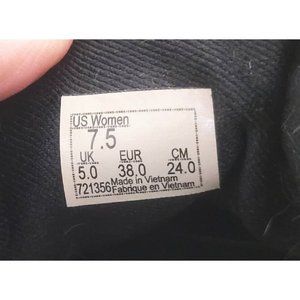 US Women
7.5
UK EUR CM
5.0 38.0 24.0
721356 Made in Vietnam
Fabrique en Vietnam